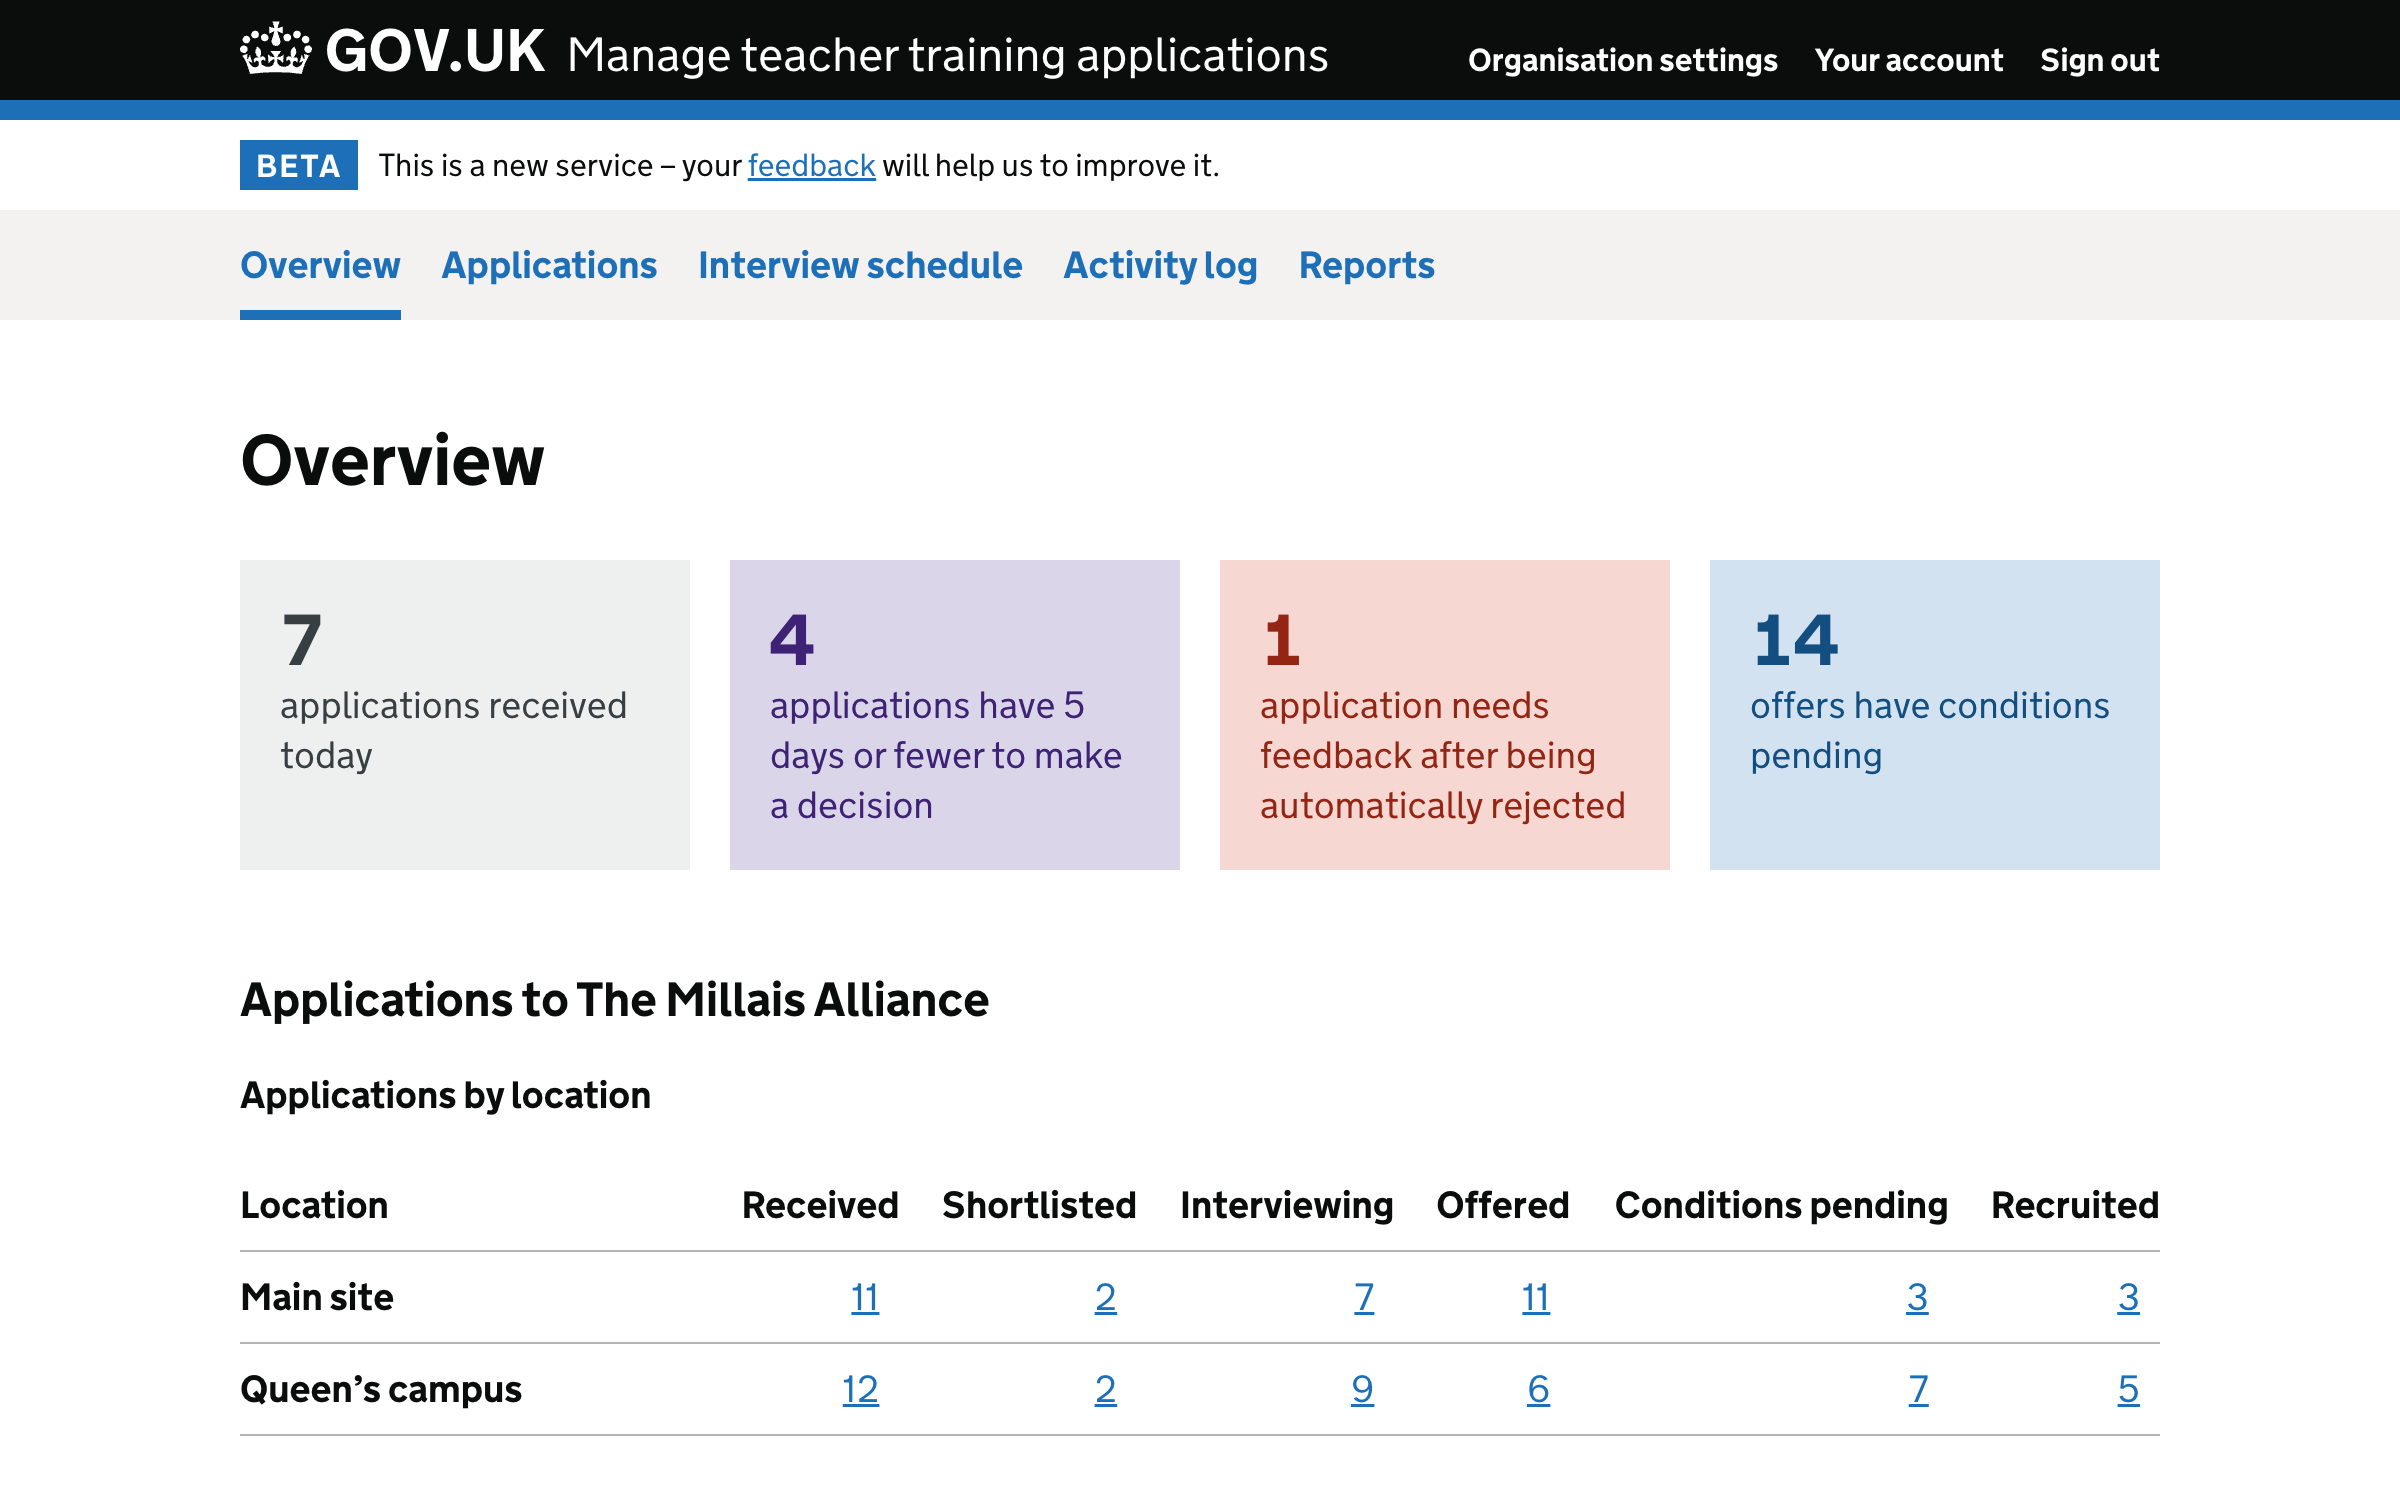 GOV.UK Manage teacher training applications Organisation settings Your account Sign out
BETA This is a new service – your feedback will help us to improve it.
Overview Applications Interview schedule Activity log Reports
Overview
7
applications received
today
4
applications have 5
days or fewer to make
a decision
1
application needs
feedback after being
automatically rejected
14
offers have conditions
pending
Applications to The Millais Alliance
Applications by location
Location Received Shortlisted Interviewing Offered Conditions pending Recruited
Main site 11 2 7 11 3 3
Queen’s campus 12 2 9 6 7 5